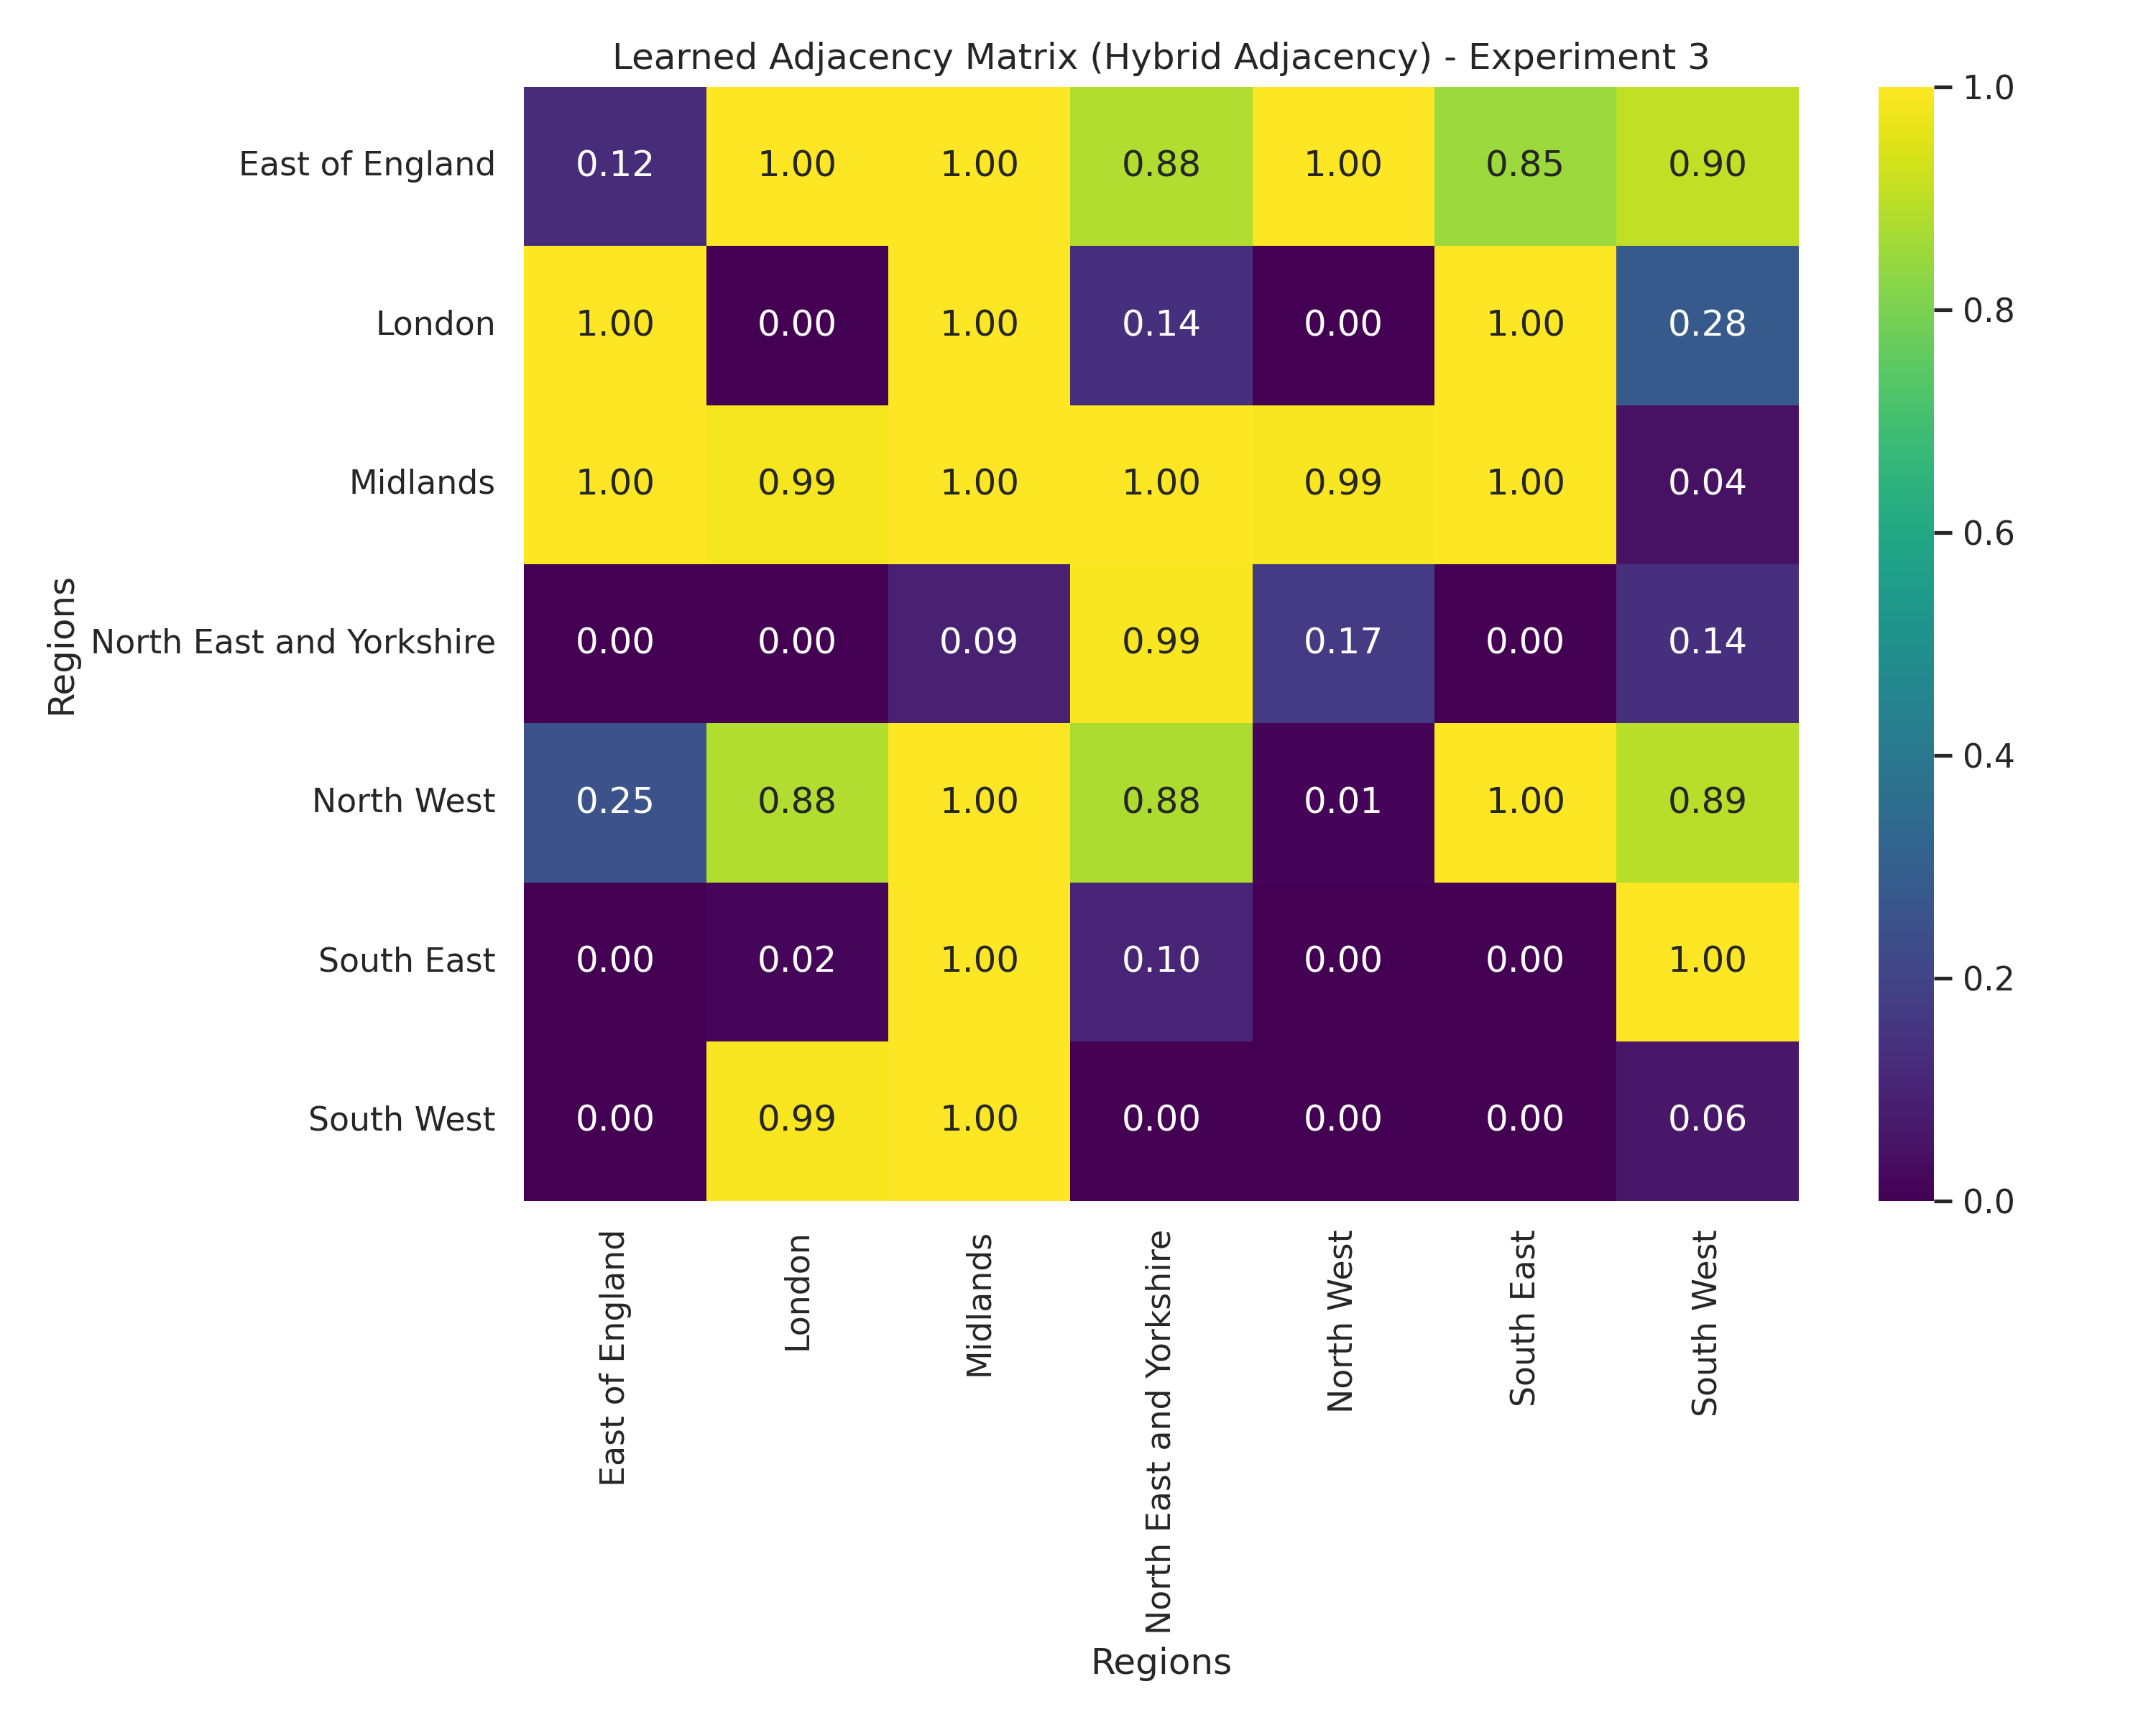 Learned Adjacency Matrix (Hybrid Adjacency) - Experiment 3
East of England 0.12 1.00 1.00 0.88 1.00 0.85 0.90
London 1.00 0.00 1.00 0.14 0.00 1.00 0.28
Midlands 1.00 0.99 1.00 1.00 0.99 1.00 0.04
North East and Yorkshire 0.00 0.00 0.09 0.99 0.17 0.00 0.14
North West 0.25 0.88 1.00 0.88 0.01 1.00 0.89
South East 0.00 0.02 1.00 0.10 0.00 0.00 1.00
South West 0.00 0.99 1.00 0.00 0.00 0.00 0.06
Regions
East of England
London
Midlands
North East and Yorkshire
North West
South East
South West
Regions
1.0
0.8
0.6
0.4
0.2
0.0